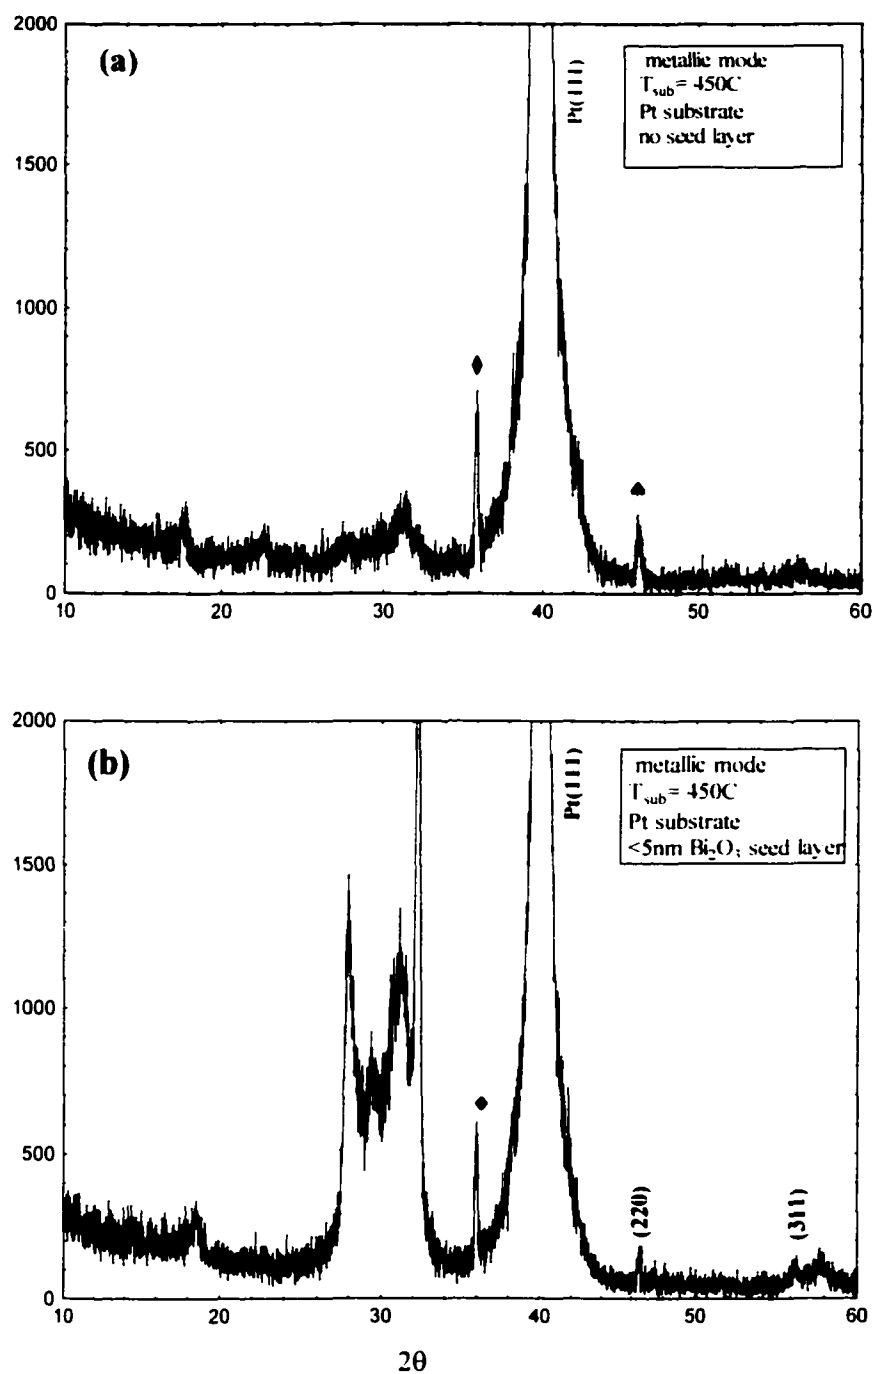 2000
(a)
metallic mode
Tsub= 450C
Pt substrate
no seed layer
Pt(111)
1500
1000
500
0
10 20 30 40 50 60
2000
(b)
metallic mode
Tsub= 450C
Pt substrate
<5nm Bi2O3 seed layer
Pt(111)
1500
1000
500
(220)
(311)
0
10 20 30 40 50 60
2θ